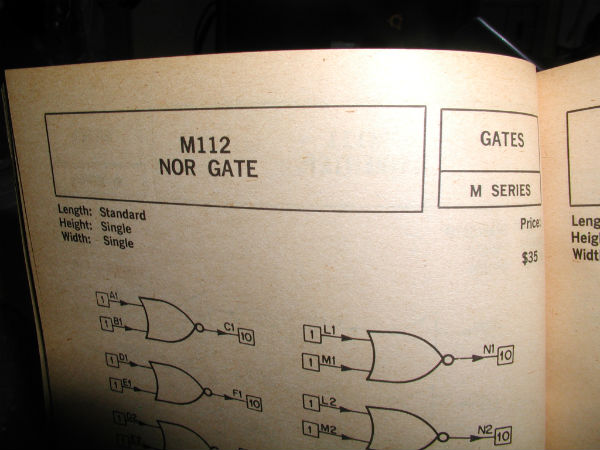 M112
NOR GATE
GATES
M SERIES
Length: Standard
Height: Single
Width: Single
Price:
$35
Leng
Heig
Widt
1 A1
1 B1
C1 10
1 L1
1 M1
N1 10
1 D1
1 E1
F1 10
1 L2
1 M2
N2 10
1 D2